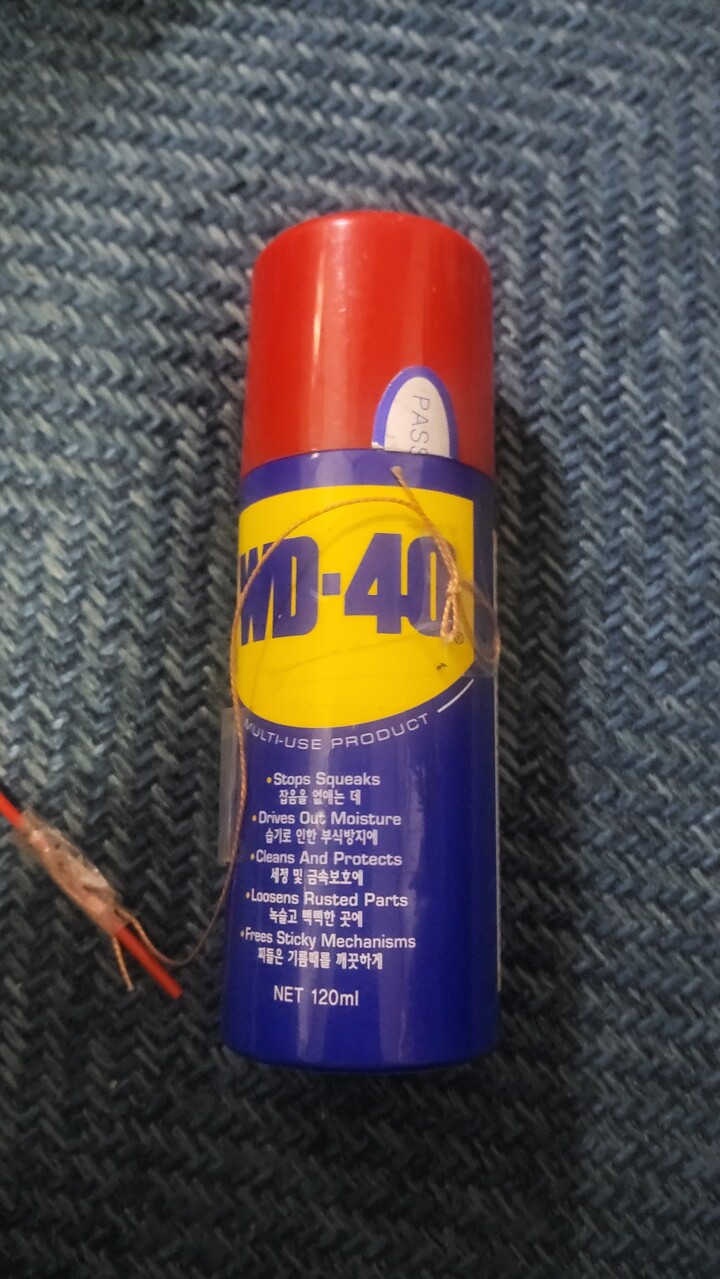 PASS
WD-40®
MULTI-USE PRODUCT
•Stops Squeaks
잡음을 없애는 데
•Drives Out Moisture
습기로 인한 부식방지에
•Cleans And Protects
세정 및 금속보호에
•Loosens Rusted Parts
녹슬고 빡빡한 곳에
•Frees Sticky Mechanisms
찌들은 기름때를 깨끗하게
NET 120ml